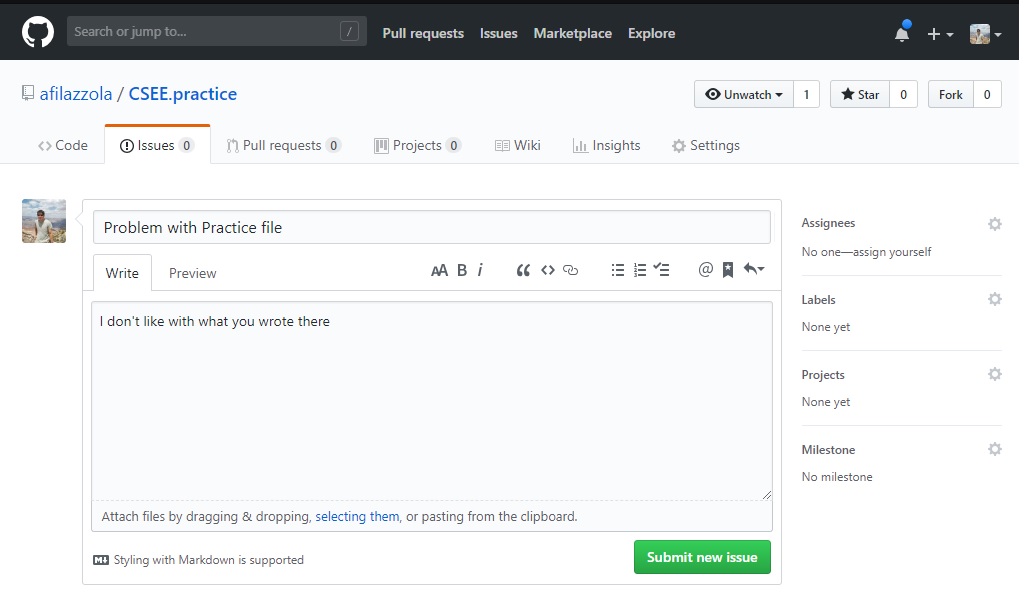 Search or jump to... / Pull requests Issues Marketplace Explore
afilazzola / CSEE.practice Unwatch 1 Star 0 Fork 0
Code Issues 0 Pull requests 0 Projects 0 Wiki Insights Settings
Problem with Practice file
Write Preview AA B i @
I don't like with what you wrote there
Attach files by dragging & dropping, selecting them, or pasting from the clipboard.
Styling with Markdown is supported Submit new issue
Assignees
No one—assign yourself
Labels
None yet
Projects
None yet
Milestone
No milestone